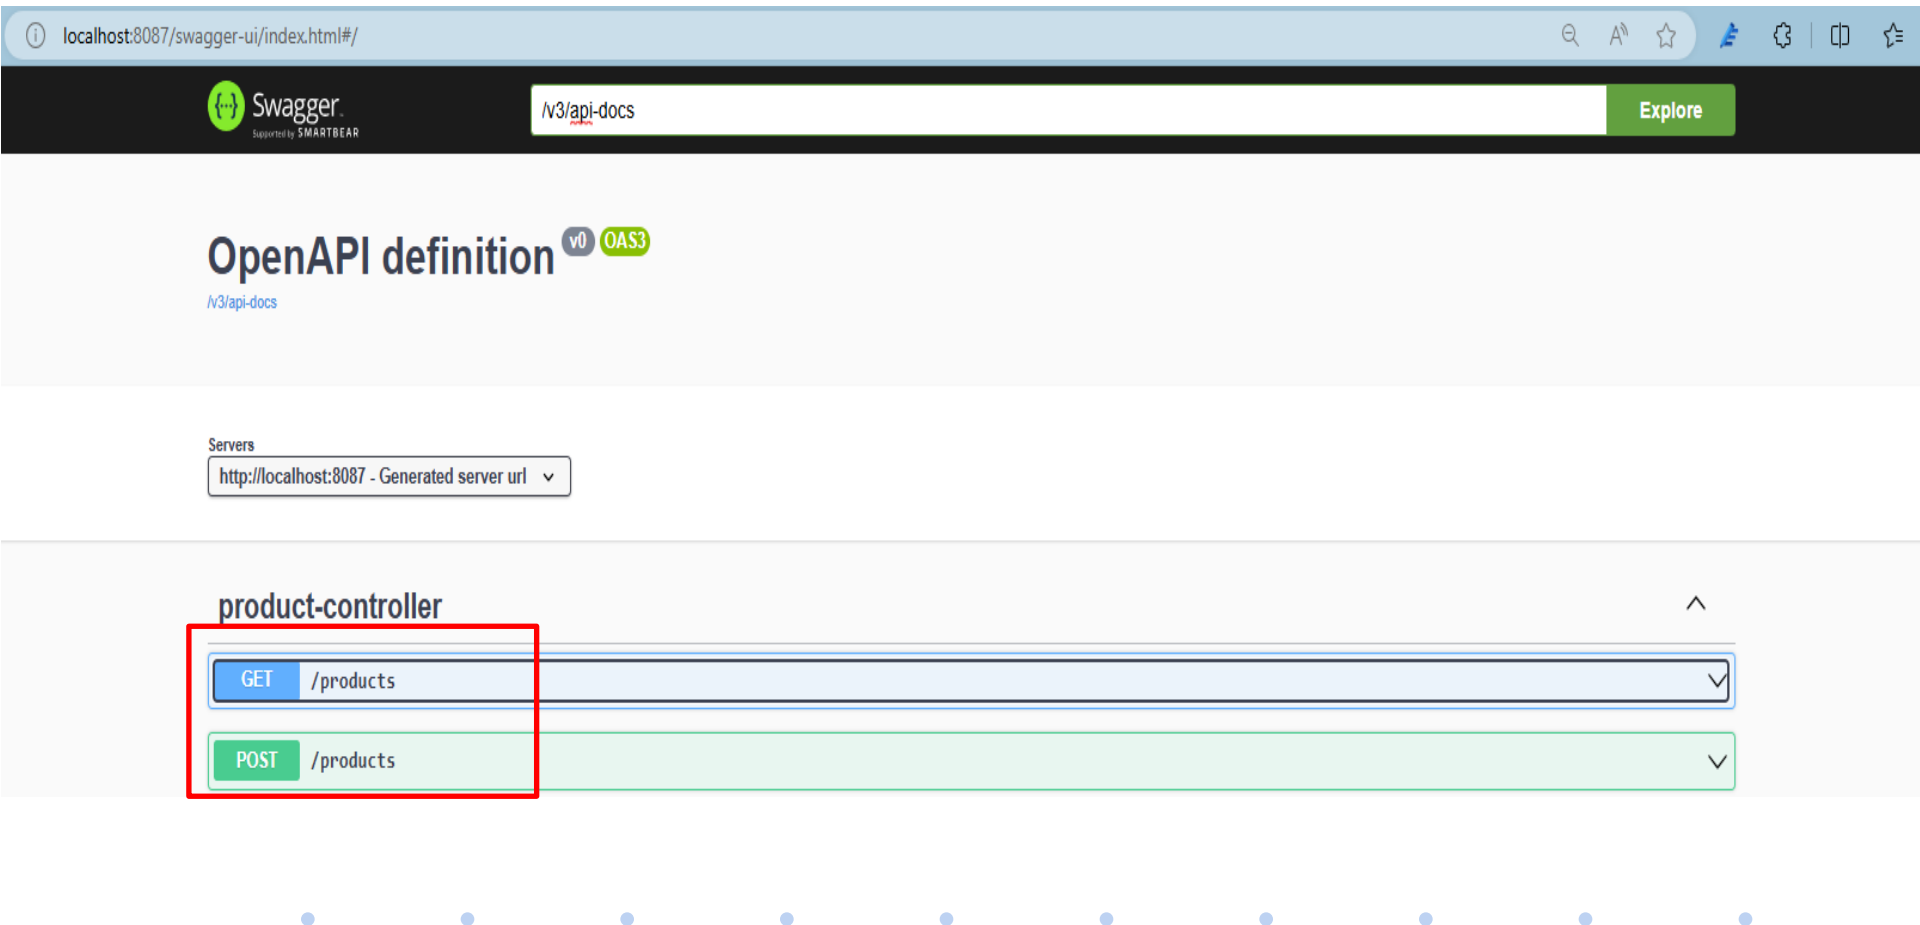 localhost:8087/swagger-ui/index.html#/
Swagger.
Supported by SMARTBEAR
/v3/api-docs
Explore
OpenAPI definition v0 OAS3
/v3/api-docs
Servers
http://localhost:8087 - Generated server url
product-controller
GET /products
POST /products